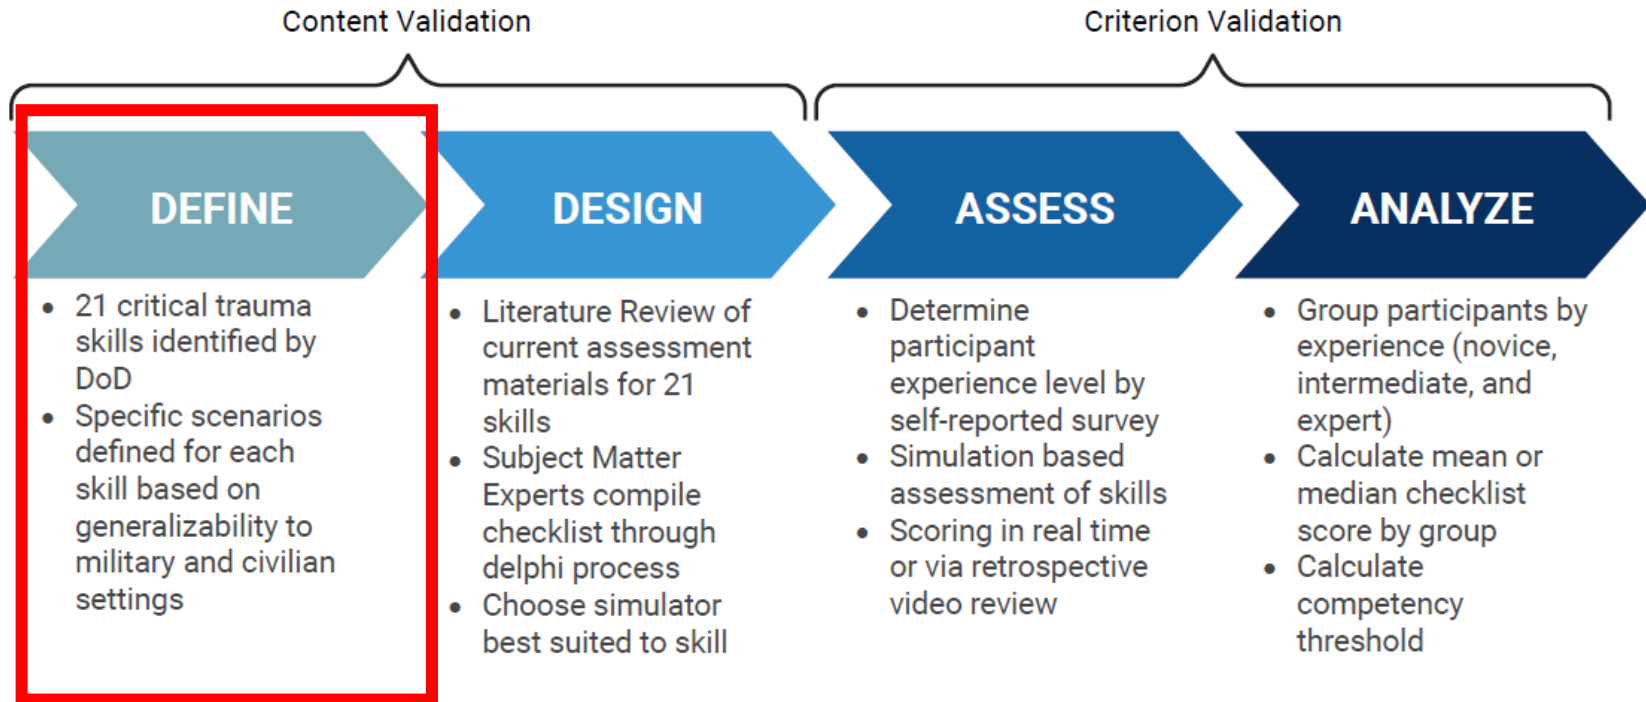 Content Validation
Criterion Validation
DEFINE
• 21 critical trauma
skills identified by
DoD
• Specific scenarios
defined for each
skill based on
generalizability to
military and civilian
settings
DESIGN
• Literature Review of
current assessment
materials for 21
skills
• Subject Matter
Experts compile
checklist through
delphi process
• Choose simulator
best suited to skill
ASSESS
• Determine
participant
experience level by
self-reported survey
• Simulation based
assessment of skills
• Scoring in real time
or via retrospective
video review
ANALYZE
• Group participants by
experience (novice,
intermediate, and
expert)
• Calculate mean or
median checklist
score by group
• Calculate
competency
threshold